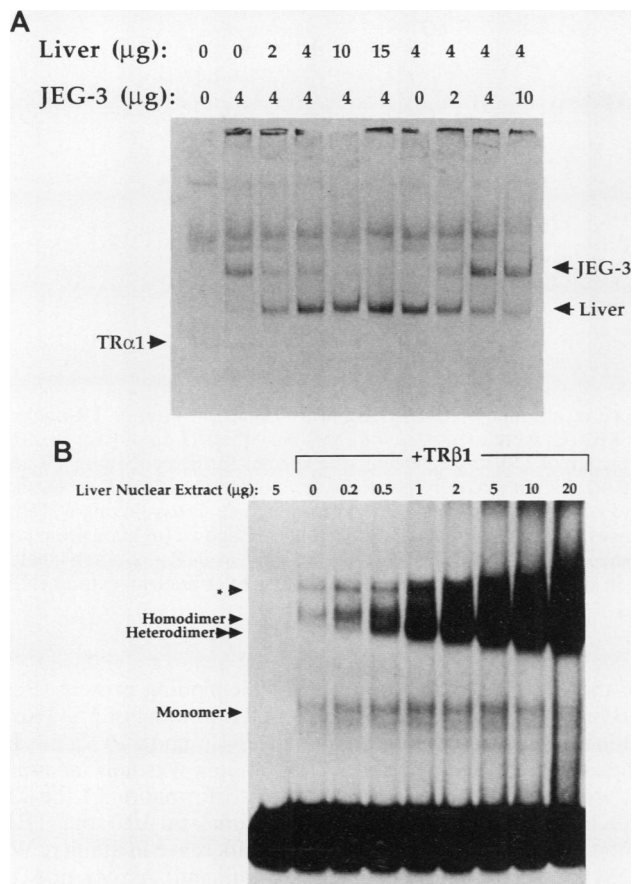 A
Liver (μg): 0 0 2 4 10 15 4 4 4 4
JEG-3 (μg): 0 4 4 4 4 4 0 2 4 10
JEG-3
Liver
TRα1
B
+TRβ1
Liver Nuclear Extract (μg): 5 0 0.2 0.5 1 2 5 10 20
*
Homodimer
Heterodimer
Monomer